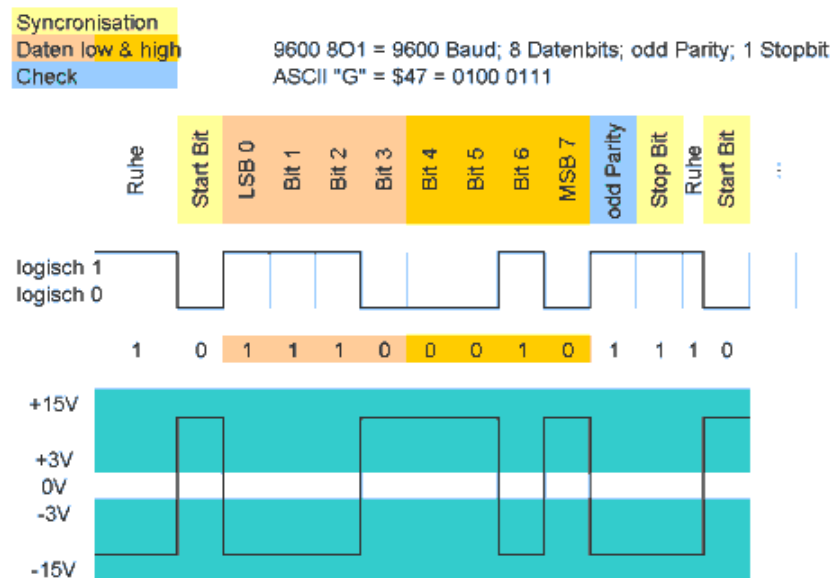 Syncronisation
Daten low & high
9600 8O1 = 9600 Baud; 8 Datenbits; odd Parity; 1 Stopbit
Check
ASCII "G" = $47 = 0100 0111
Ruhe
Start Bit
LSB 0
Bit 1
Bit 2
Bit 3
Bit 4
Bit 5
Bit 6
MSB 7
odd Parity
Stop Bit
Ruhe
Start Bit
...
logisch 1
logisch 0
1 0 1 1 1 0 0 0 1 0 1 1 1 0
+15V
+3V
0V
-3V
-15V